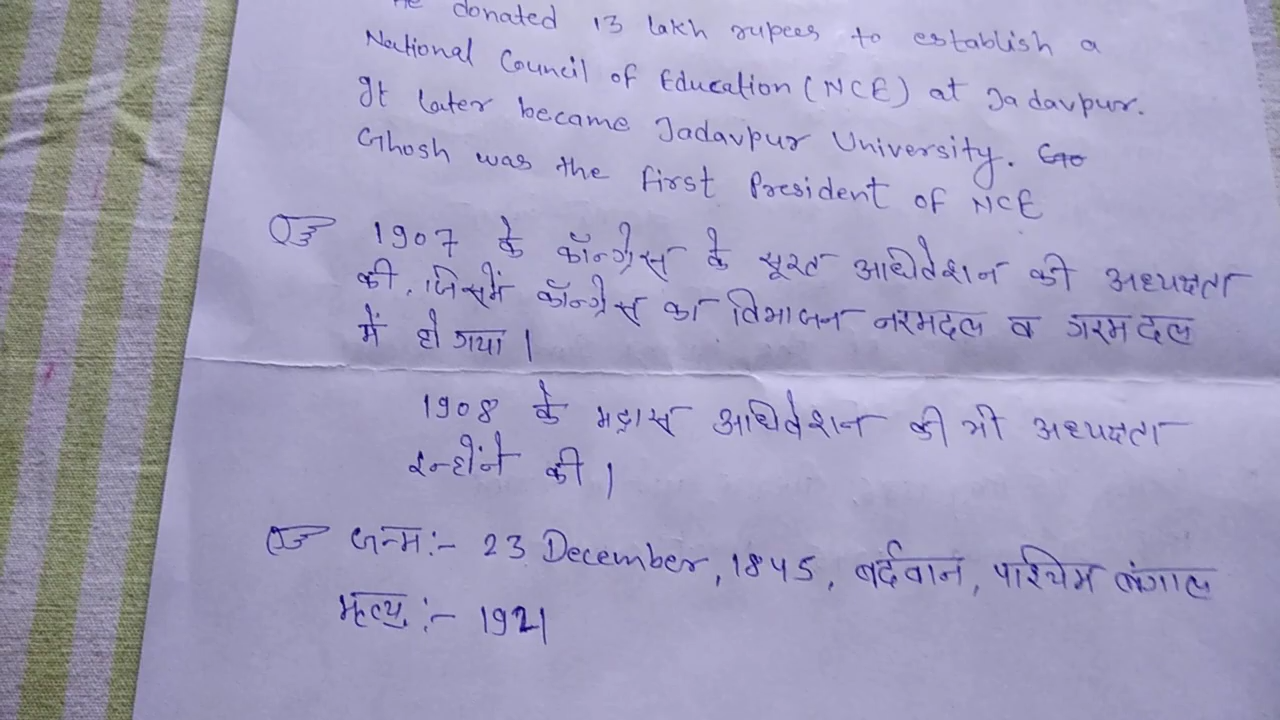 He donated 13 lakh rupees to establish a
National Council of Education (NCE) at Jadavpur.
It later became Jadavpur University.
Ghosh was the first President of NCE
1907 के कॉन्ग्रेस के सूरत अधिवेशन की अध्यक्षता
की, जिसमें कॉन्ग्रेस का विभाजन नरमदल व गरमदल
में हो गया।
1908 के मद्रास अधिवेशन की भी अध्यक्षता
इन्होंने की।
जन्म:- 23 December, 1845, बर्दवान, पश्चिम बंगाल
मृत्यु:- 1921